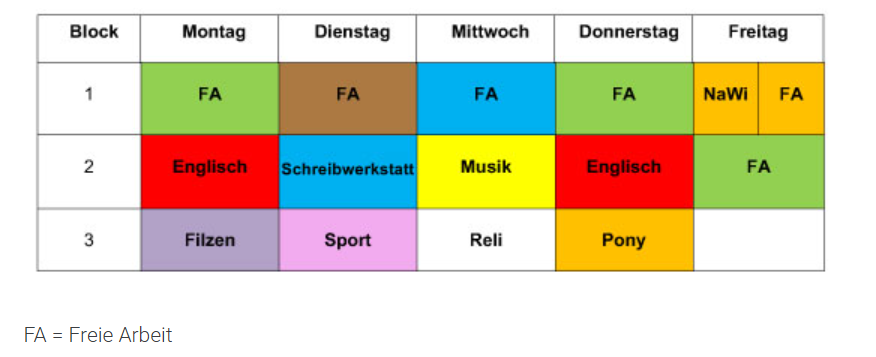 Block Montag Dienstag Mittwoch Donnerstag Freitag
1 FA FA FA FA NaWi FA
2 Englisch Schreibwerkstatt Musik Englisch FA
3 Filzen Sport Reli Pony
FA = Freie Arbeit